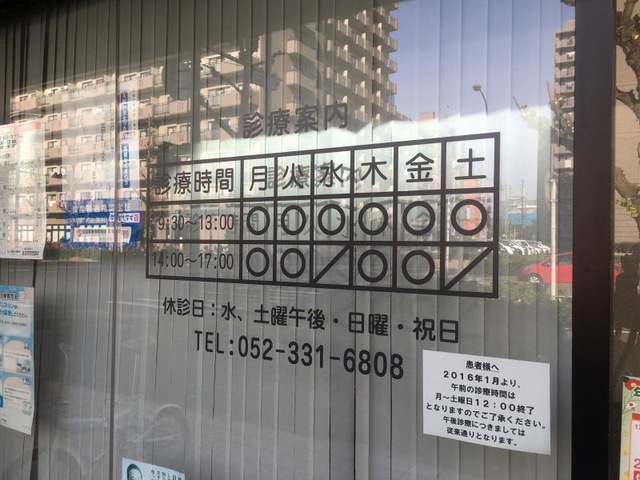 診療案内
診療時間 月 火 水 木 金 土
9:30～13:00 ○ ○ ○ ○ ○ ○
14:00～17:00 ○ ○ ／ ○ ○ ／
休診日：水、土曜午後・日曜・祝日
TEL:052-331-6808
患者様へ
2016年1月より、
午前の診療時間は
月～土曜日12：00終了
となりますのでご了承ください。
午後診療につきましては
従来通りとなります。